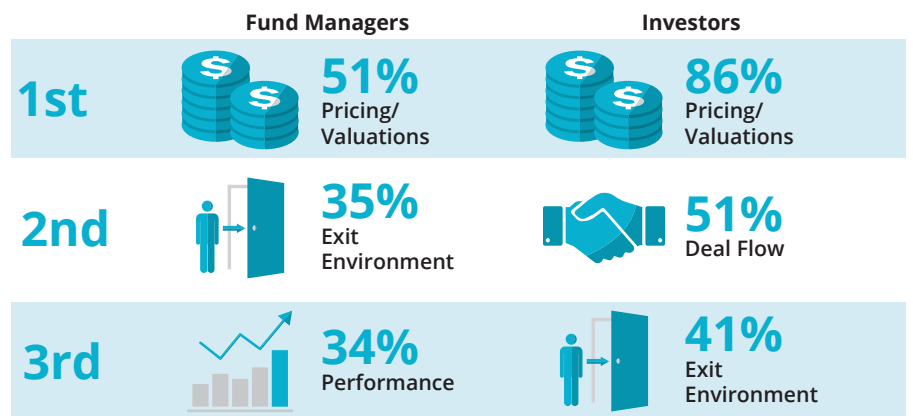 Fund Managers
Investors
1st
$
$
51%
Pricing/
Valuations
$
$
86%
Pricing/
Valuations
2nd
35%
Exit
Environment
51%
Deal Flow
3rd
34%
Performance
41%
Exit
Environment